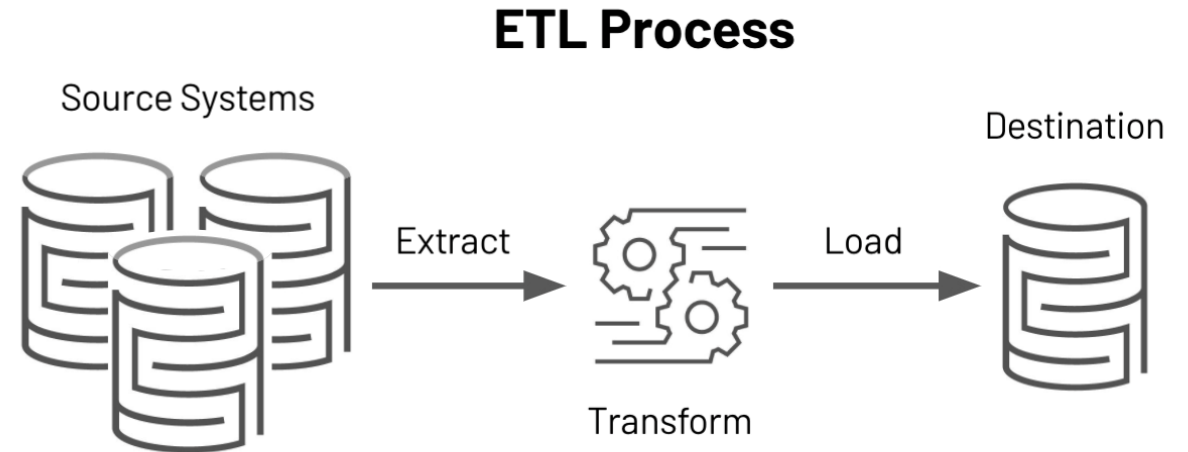 ETL Process
Source Systems
Destination
Extract
Load
Transform